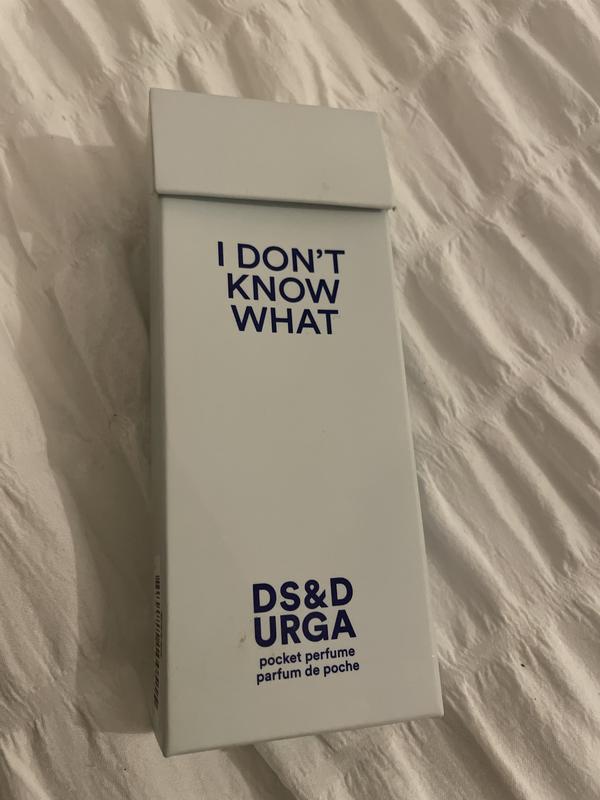 I DON'T
KNOW
WHAT
DS&D
URGA
pocket perfume
parfum de poche